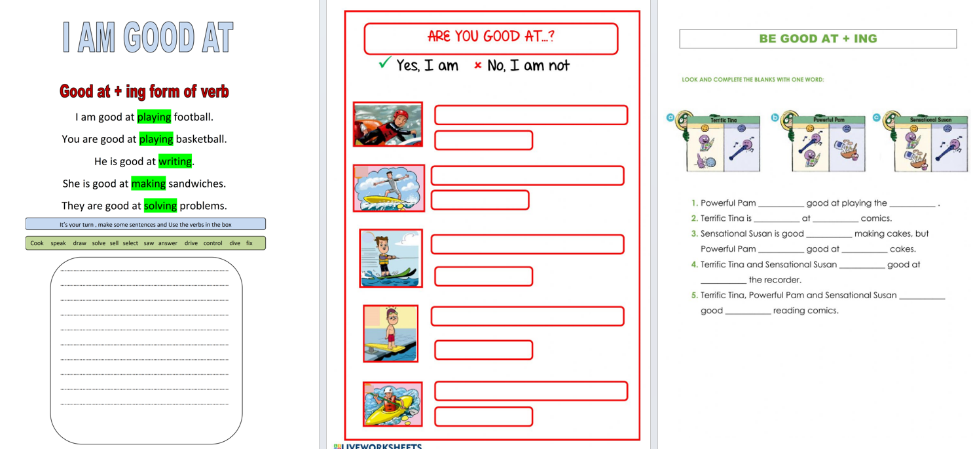 I AM GOOD AT
Good at + ing form of verb
I am good at playing football.
You are good at playing basketball.
He is good at writing.
She is good at making sandwiches.
They are good at solving problems.
It's your turn , make some sentences and Use the verbs in the box
Cook speak draw solve sell select saw answer drive control dive fix
ARE YOU GOOD AT...?
✓ Yes, I am × No, I am not
LIVEWORKSHEETS
BE GOOD AT + ING
LOOK AND COMPLETE THE BLANKS WITH ONE WORD:
a Terrific Tina b Powerful Pam c Sensational Susan
1. Powerful Pam __________ good at playing the __________ .
2. Terrific Tina is __________ at __________ comics.
3. Sensational Susan is good __________ making cakes, but
Powerful Pam __________ good at __________ cakes.
4. Terrific Tina and Sensational Susan __________ good at
__________ the recorder.
5. Terrific Tina, Powerful Pam and Sensational Susan __________
good __________ reading comics.